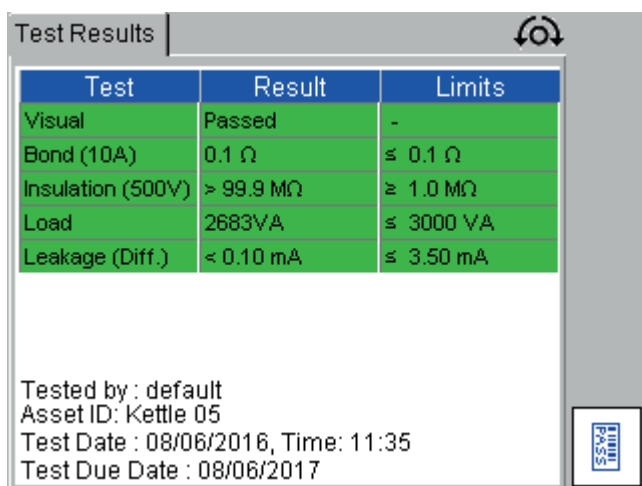 Test Results
Test Result Limits
Visual Passed -
Bond (10A) 0.1 Ω ≤ 0.1 Ω
Insulation (500V) > 99.9 MΩ ≥ 1.0 MΩ
Load 2683VA ≤ 3000 VA
Leakage (Diff.) < 0.10 mA ≤ 3.50 mA
Tested by : default
Asset ID: Kettle 05
Test Date : 08/06/2016, Time: 11:35
Test Due Date : 08/06/2017
PASS